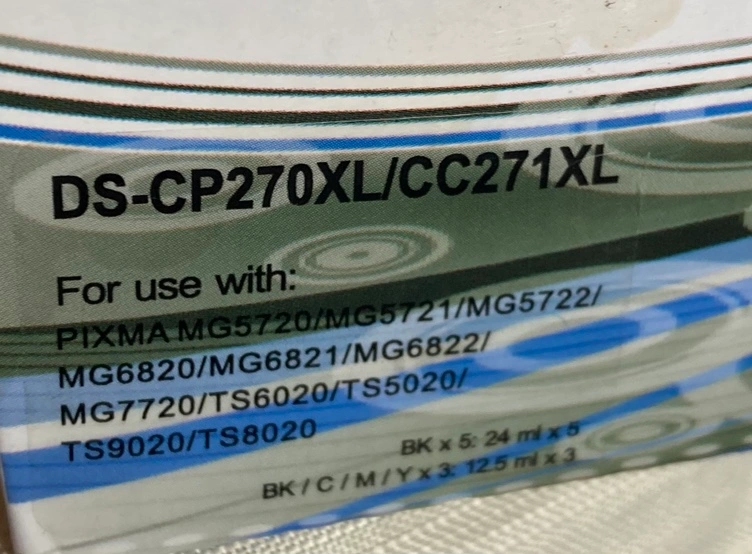 DS-CP270XL/CC271XL
For use with:
PIXMA MG5720/MG5721/MG5722/
MG6820/MG6821/MG6822/
MG7720/TS6020/TS5020/
TS9020/TS8020
BK x 5: 24 ml x 5
BK / C / M / Y x 3: 12.5 ml x 3